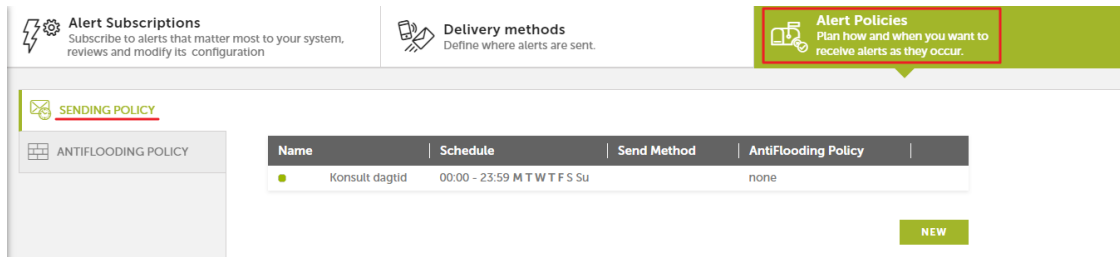 Alert Subscriptions
Subscribe to alerts that matter most to your system,
reviews and modify its configuration
Delivery methods
Define where alerts are sent.
Alert Policies
Plan how and when you want to
receive alerts as they occur.
SENDING POLICY
ANTIFLOODING POLICY
Name Schedule Send Method AntiFlooding Policy
Konsult dagtid 00:00 - 23:59 M T W T F S Su none
NEW